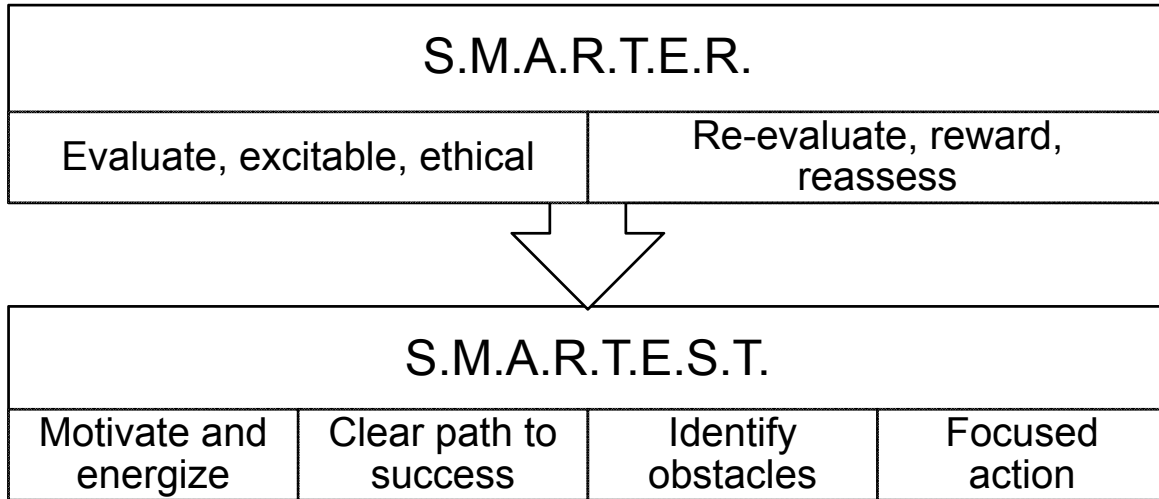 S.M.A.R.T.E.R.
Evaluate, excitable, ethical
Re-evaluate, reward,
reassess
S.M.A.R.T.E.S.T.
Motivate and
energize
Clear path to
success
Identify
obstacles
Focused
action